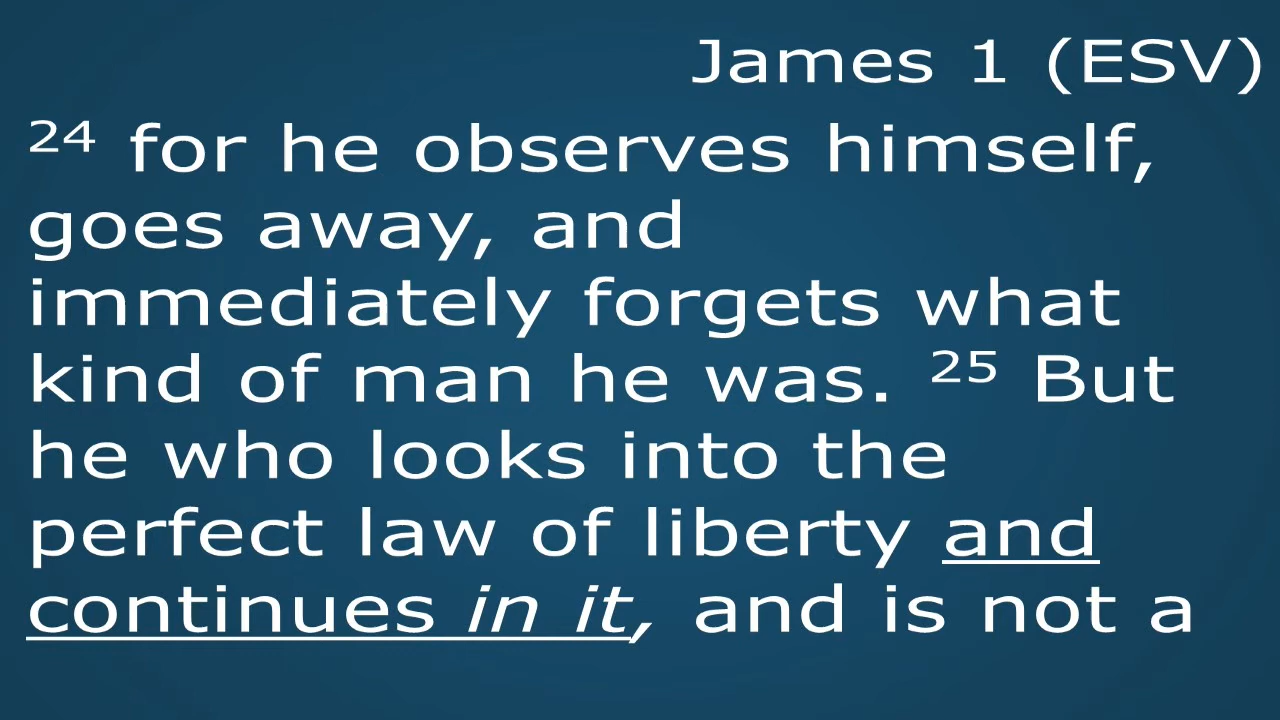 James 1 (ESV)
24 for he observes himself,
goes away, and
immediately forgets what
kind of man he was. 25 But
he who looks into the
perfect law of liberty and
continues in it, and is not a